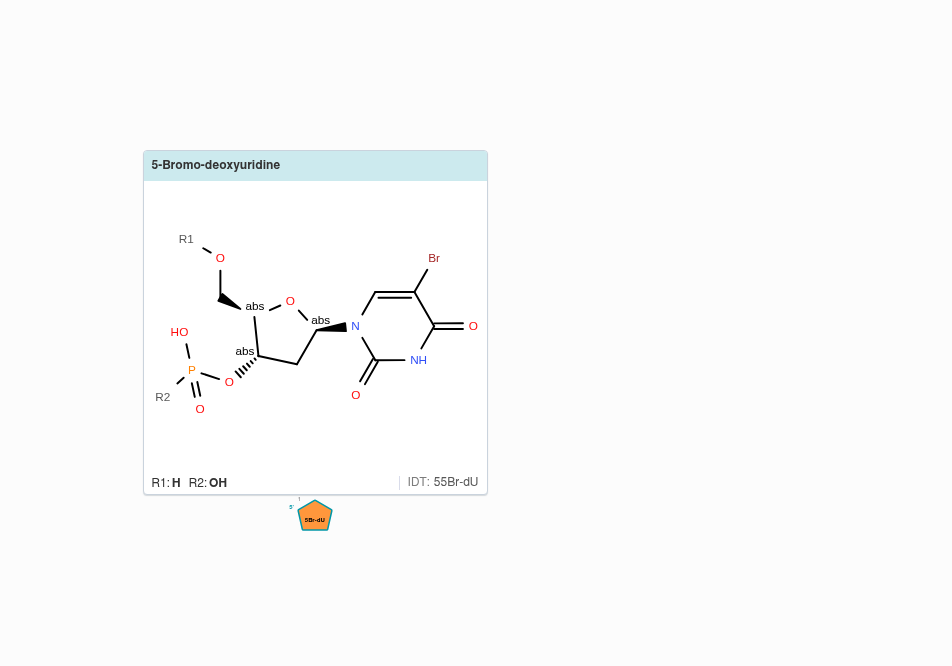 5-Bromo-deoxyuridine
R1
O
Br
abs
O
abs
N
O
HO
abs
P
O
NH
R2
O
O
R1: H R2: OH
IDT: 55Br-dU
1
5'
5Br-dU